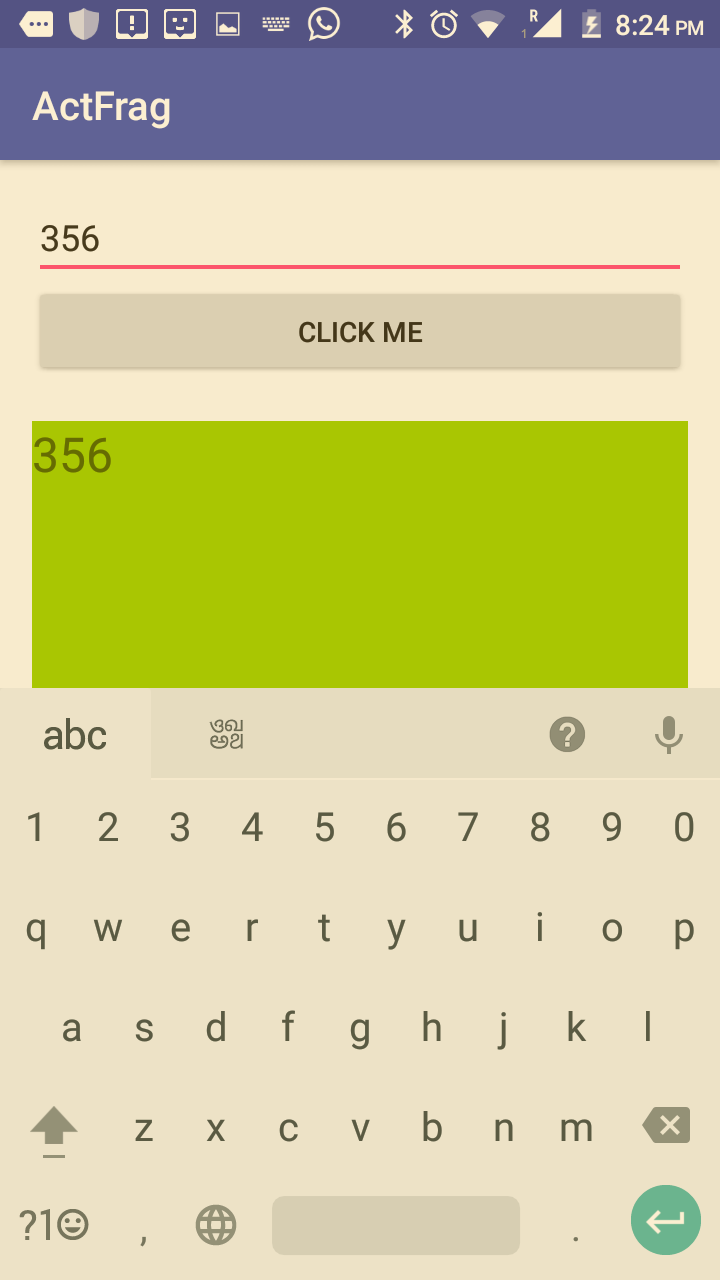 R
1
8:24 PM
ActFrag
356
CLICK ME
356
abc
1 2 3 4 5 6 7 8 9 0
q w e r t y u i o p
a s d f g h j k l
z x c v b n m
?1
, .